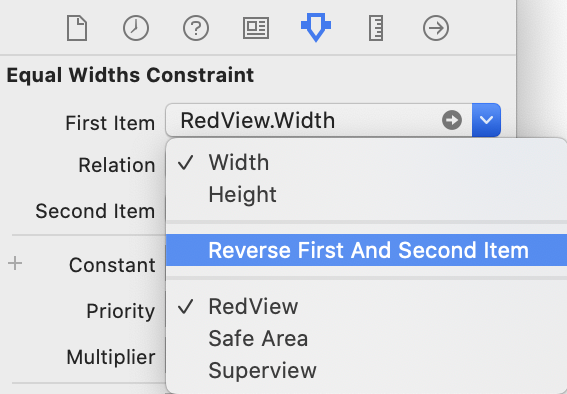 Equal Widths Constraint
First Item RedView.Width
Relation
Width
Height
Second Item
Reverse First And Second Item
Constant
Priority
RedView
Safe Area
Multiplier
Superview